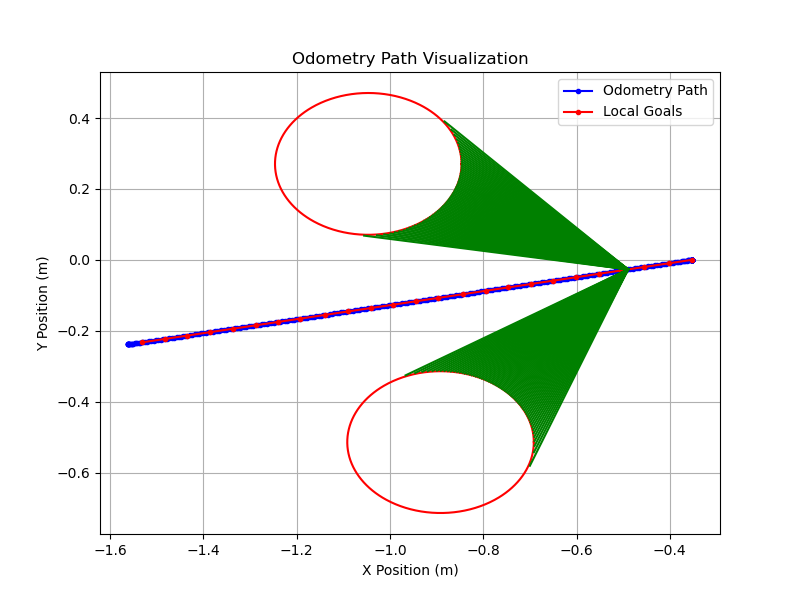 Odometry Path Visualization
Odometry Path
Local Goals
Y Position (m)
0.4
0.2
0.0
−0.2
−0.4
−0.6
−1.6
−1.4
−1.2
−1.0
−0.8
−0.6
−0.4
X Position (m)